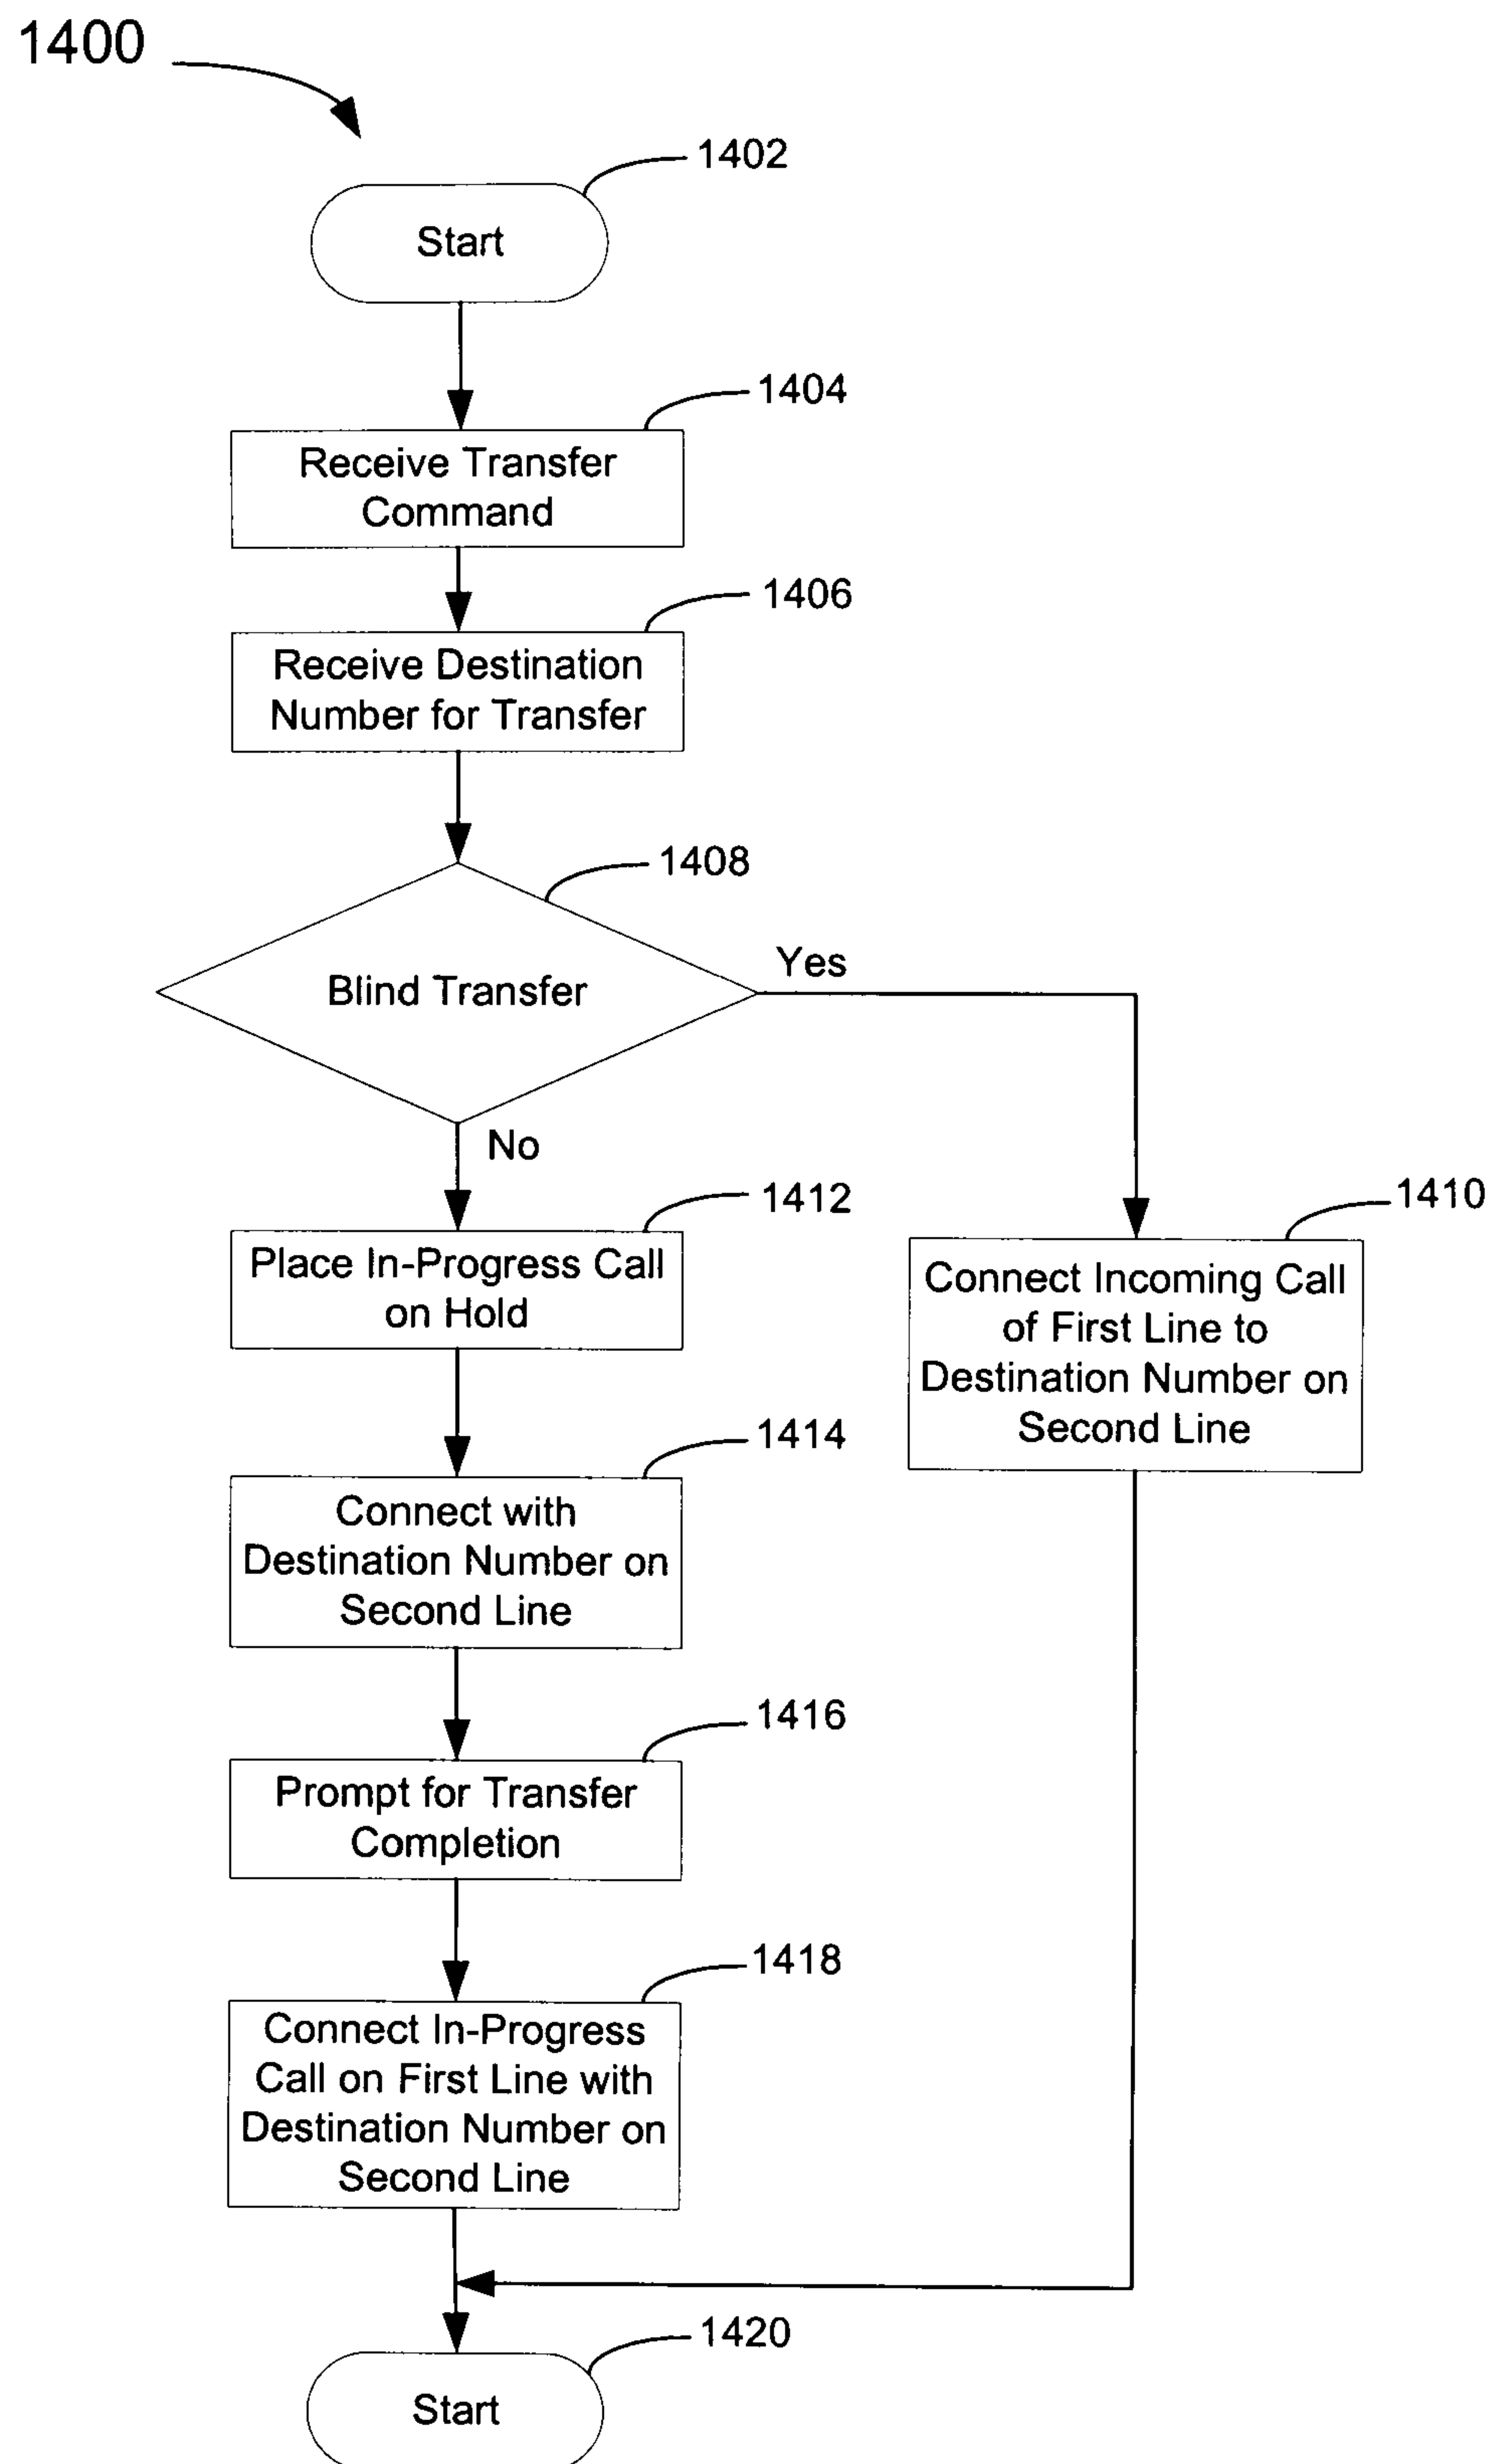 1400
1402
Start
1404
Receive Transfer
Command
1406
Receive Destination
Number for Transfer
1408
Blind Transfer
Yes
No
1412
Place In-Progress Call
on Hold
1410
Connect Incoming Call
of First Line to
Destination Number on
Second Line
1414
Connect with
Destination Number on
Second Line
1416
Prompt for Transfer
Completion
1418
Connect In-Progress
Call on First Line with
Destination Number on
Second Line
1420
Start